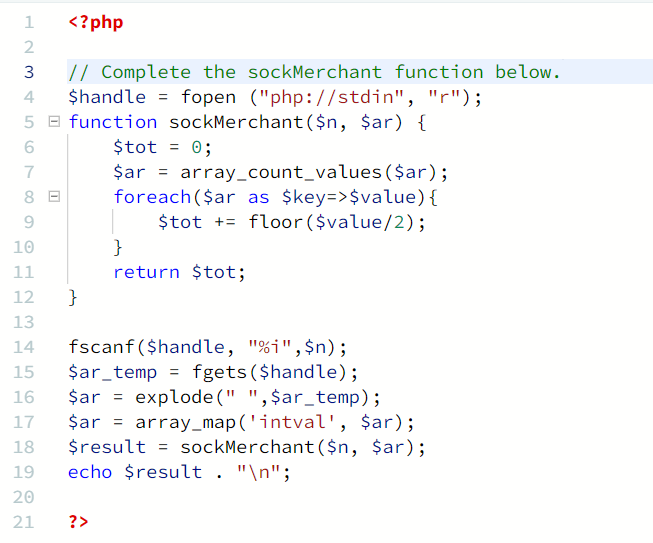 1 <?php
2
3 // Complete the sockMerchant function below.
4 $handle = fopen ("php://stdin", "r");
5 function sockMerchant($n, $ar) {
6     $tot = 0;
7     $ar = array_count_values($ar);
8     foreach($ar as $key=>$value){
9         $tot += floor($value/2);
10     }
11     return $tot;
12 }
13
14 fscanf($handle, "%i",$n);
15 $ar_temp = fgets($handle);
16 $ar = explode(" ",$ar_temp);
17 $ar = array_map('intval', $ar);
18 $result = sockMerchant($n, $ar);
19 echo $result . "\n";
20
21 ?>